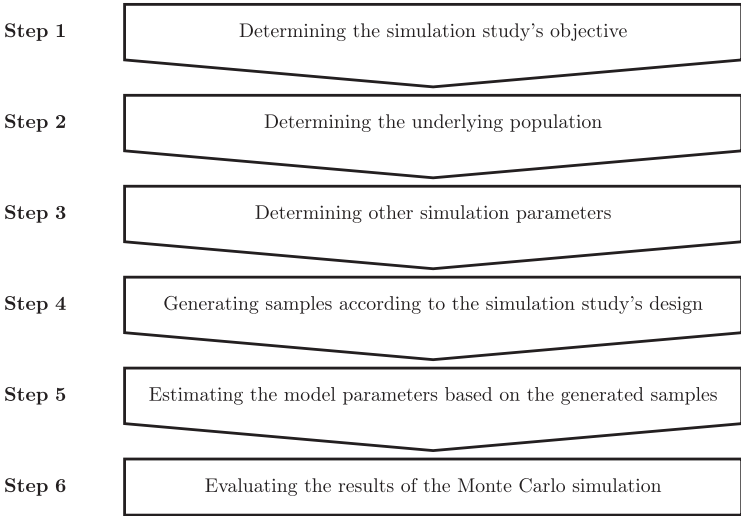 Step 1 Determining the simulation study's objective
Step 2 Determining the underlying population
Step 3 Determining other simulation parameters
Step 4 Generating samples according to the simulation study's design
Step 5 Estimating the model parameters based on the generated samples
Step 6 Evaluating the results of the Monte Carlo simulation